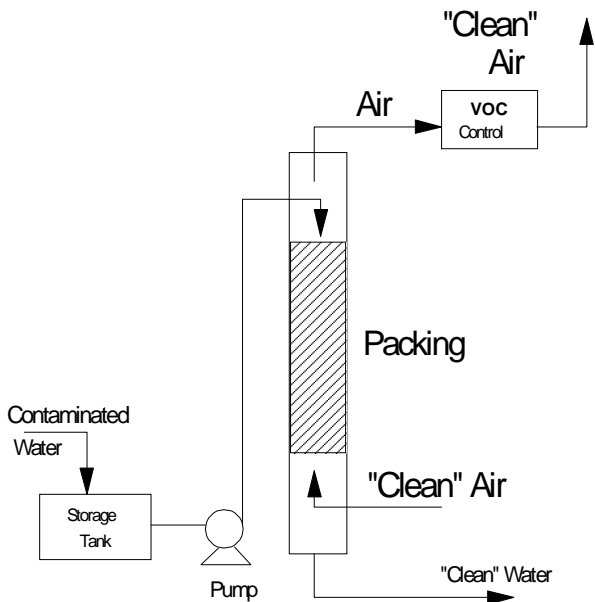 "Clean"
Air
Air
VOC
Control
Packing
Contaminated
Water
"Clean" Air
Storage
Tank
Pump
"Clean" Water